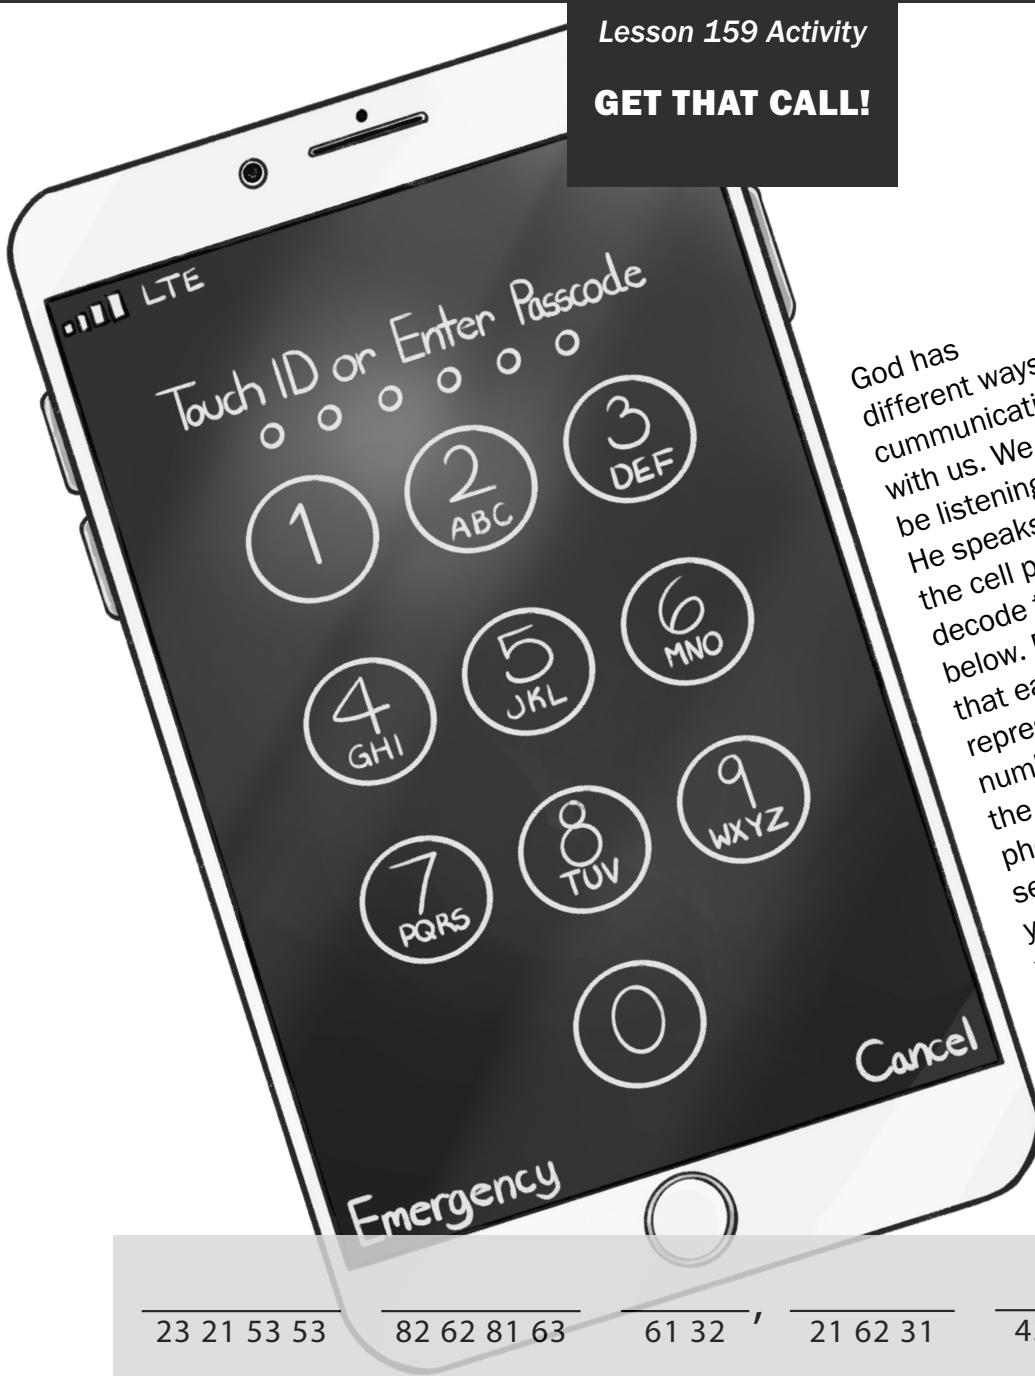 Lesson 159 Activity
GET THAT CALL!
LTE
Touch ID or Enter Passcode
1
2
ABC
3
DEF
4
GHI
5
JKL
6
MNO
7
PQRS
8
TUV
9
WXYZ
0
Emergency
Cancel
God has
different ways
cummunicati
with us. We
be listening
He speaks
the cell p
decode
below.
that ea
repre
num
the
ph
se
y
23 21 53 53 82 62 81 63 61 32 , 21 62 31 4